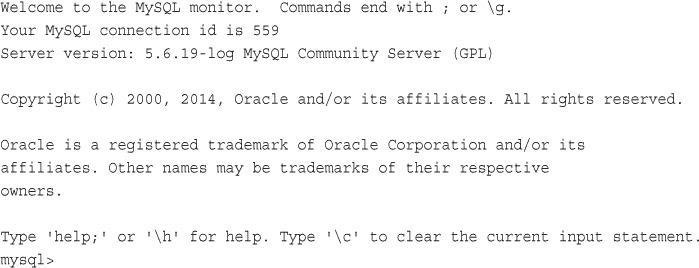 Welcome to the MySQL monitor.  Commands end with ; or \g.
Your MySQL connection id is 559
Server version: 5.6.19-log MySQL Community Server (GPL)
Copyright (c) 2000, 2014, Oracle and/or its affiliates. All rights reserved.
Oracle is a registered trademark of Oracle Corporation and/or its
affiliates. Other names may be trademarks of their respective
owners.
Type 'help;' or '\h' for help. Type '\c' to clear the current input statement.
mysql>